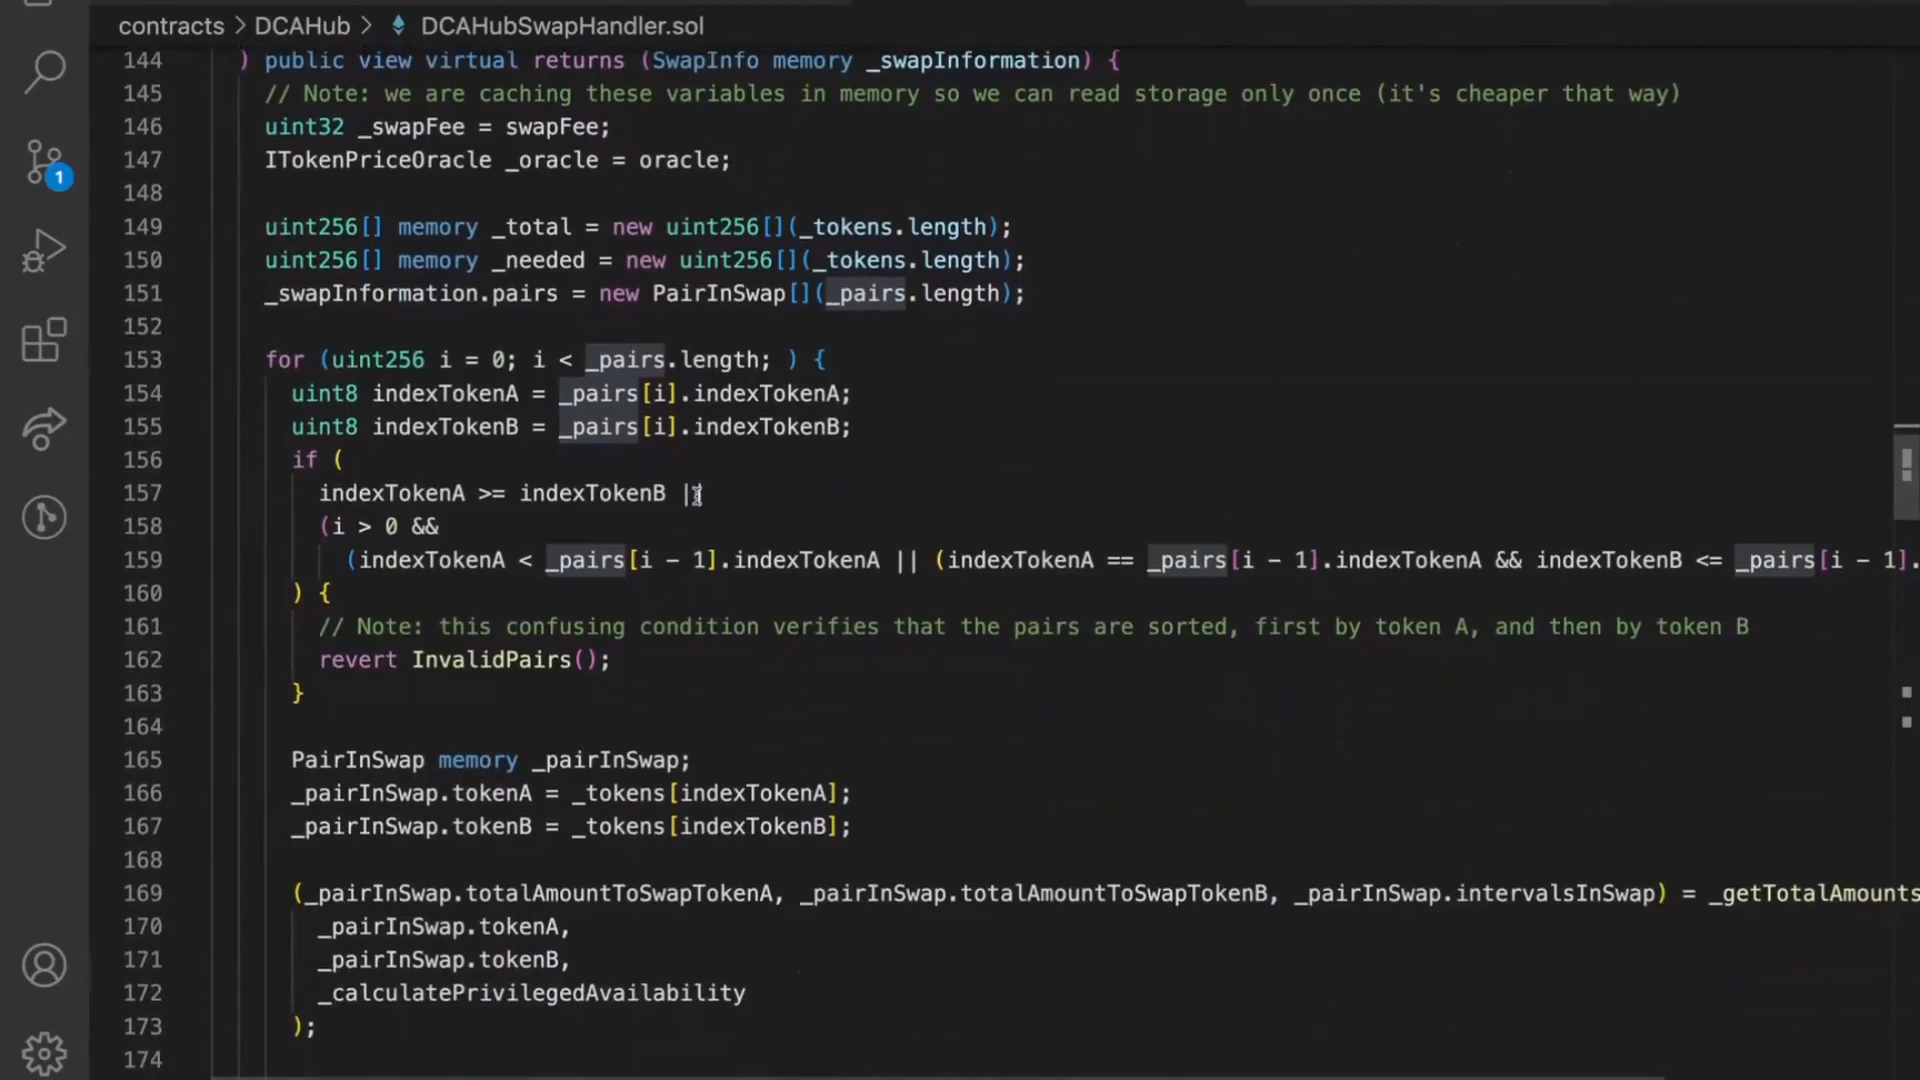 contracts > DCAHub > DCAHubSwapHandler.sol
144 ) public view virtual returns (SwapInfo memory _swapInformation) {
145 // Note: we are caching these variables in memory so we can read storage only once (it's cheaper that way)
146 uint32 _swapFee = swapFee;
147 ITokenPriceOracle _oracle = oracle;
148
149 uint256[] memory _total = new uint256[](_tokens.length);
150 uint256[] memory _needed = new uint256[](_tokens.length);
151 _swapInformation.pairs = new PairInSwap[](_pairs.length);
152
153 for (uint256 i = 0; i < _pairs.length; ) {
154 uint8 indexTokenA = _pairs[i].indexTokenA;
155 uint8 indexTokenB = _pairs[i].indexTokenB;
156 if (
157 indexTokenA >= indexTokenB ||
158 (i > 0 &&
159 (indexTokenA < _pairs[i - 1].indexTokenA || (indexTokenA == _pairs[i - 1].indexTokenA && indexTokenB <= _pairs[i - 1].
160 ) {
161 // Note: this confusing condition verifies that the pairs are sorted, first by token A, and then by token B
162 revert InvalidPairs();
163 }
164
165 PairInSwap memory _pairInSwap;
166 _pairInSwap.tokenA = _tokens[indexTokenA];
167 _pairInSwap.tokenB = _tokens[indexTokenB];
168
169 (_pairInSwap.totalAmountToSwapTokenA, _pairInSwap.totalAmountToSwapTokenB, _pairInSwap.intervalsInSwap) = _getTotalAmounts
170 _pairInSwap.tokenA,
171 _pairInSwap.tokenB,
172 _calculatePrivilegedAvailability
173 );
174
1